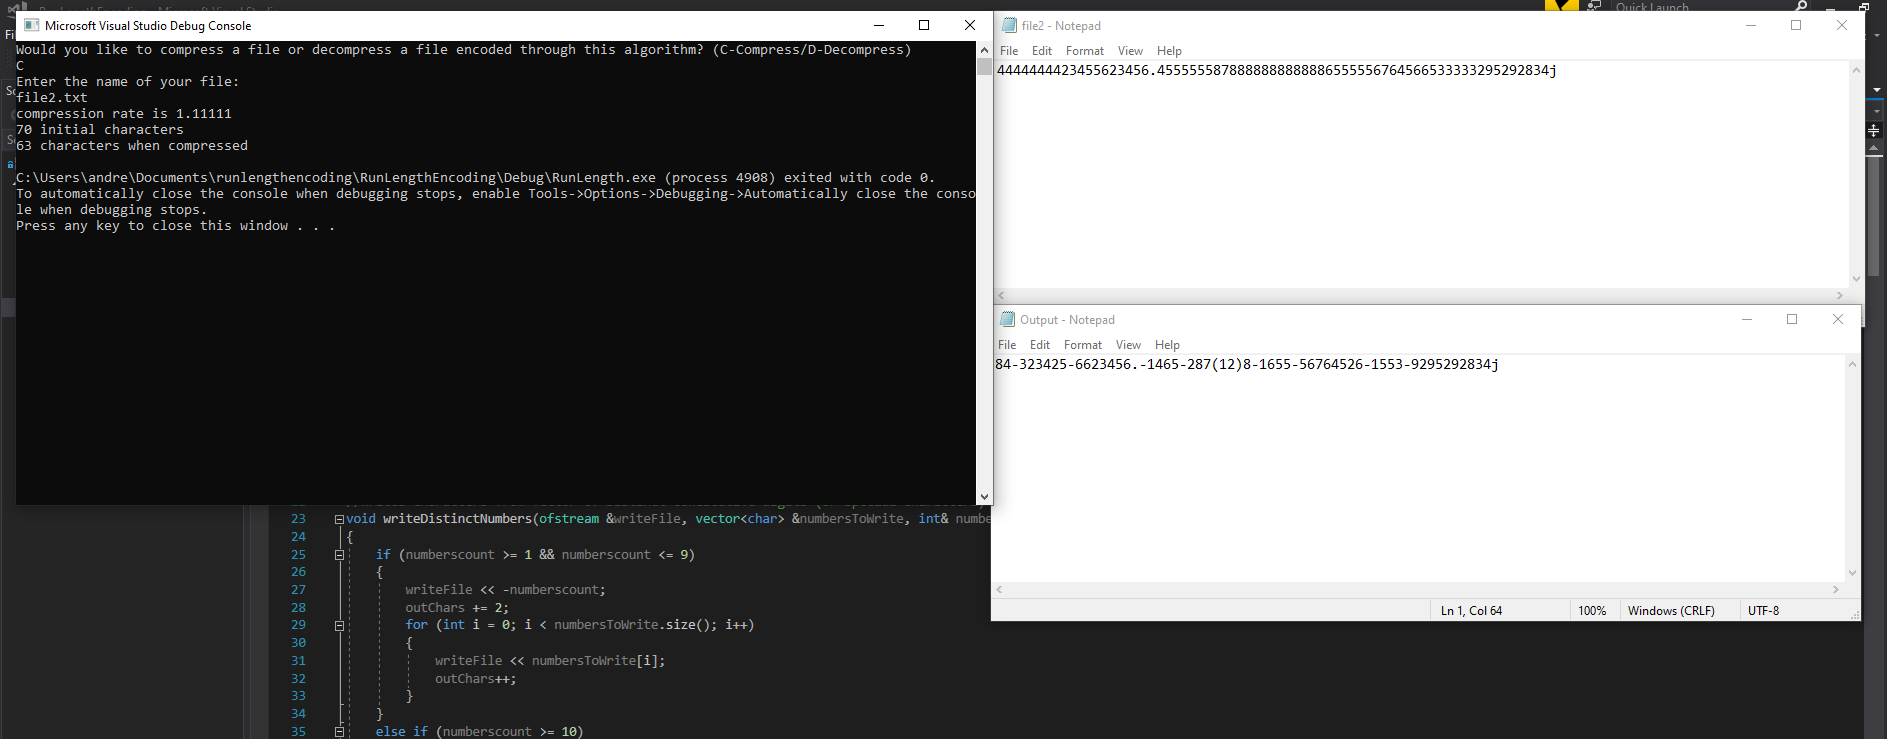 Quick Launch
Microsoft Visual Studio Debug Console
Would you like to compress a file or decompress a file encoded through this algorithm? (C-Compress/D-Decompress)
C
Enter the name of your file:
file2.txt
compression rate is 1.11111
70 initial characters
63 characters when compressed
C:\Users\andre\Documents\runlengthencoding\RunLengthEncoding\Debug\RunLength.exe (process 4908) exited with code 0.
To automatically close the console when debugging stops, enable Tools->Options->Debugging->Automatically close the conso
le when debugging stops.
Press any key to close this window . . .
file2 - Notepad
File Edit Format View Help
4444444423455623456.45555558788888888888865555567645665333332952928​34j
Output - Notepad
File Edit Format View Help
84-323425-6623456.-1465-287(12)8-1655-56764526-1553-9295292834j
Ln 1, Col 64 100% Windows (CRLF) UTF-8
23 void writeDistinctNumbers(ofstream &writeFile, vector<char> &numbersToWrite, int& numbe
24 {
25 if (numberscount >= 1 && numberscount <= 9)
26 {
27 writeFile << -numberscount;
28 outChars += 2;
29 for (int i = 0; i < numbersToWrite.size(); i++)
30 {
31 writeFile << numbersToWrite[i];
32 outChars++;
33 }
34 }
35 else if (numberscount >= 10)